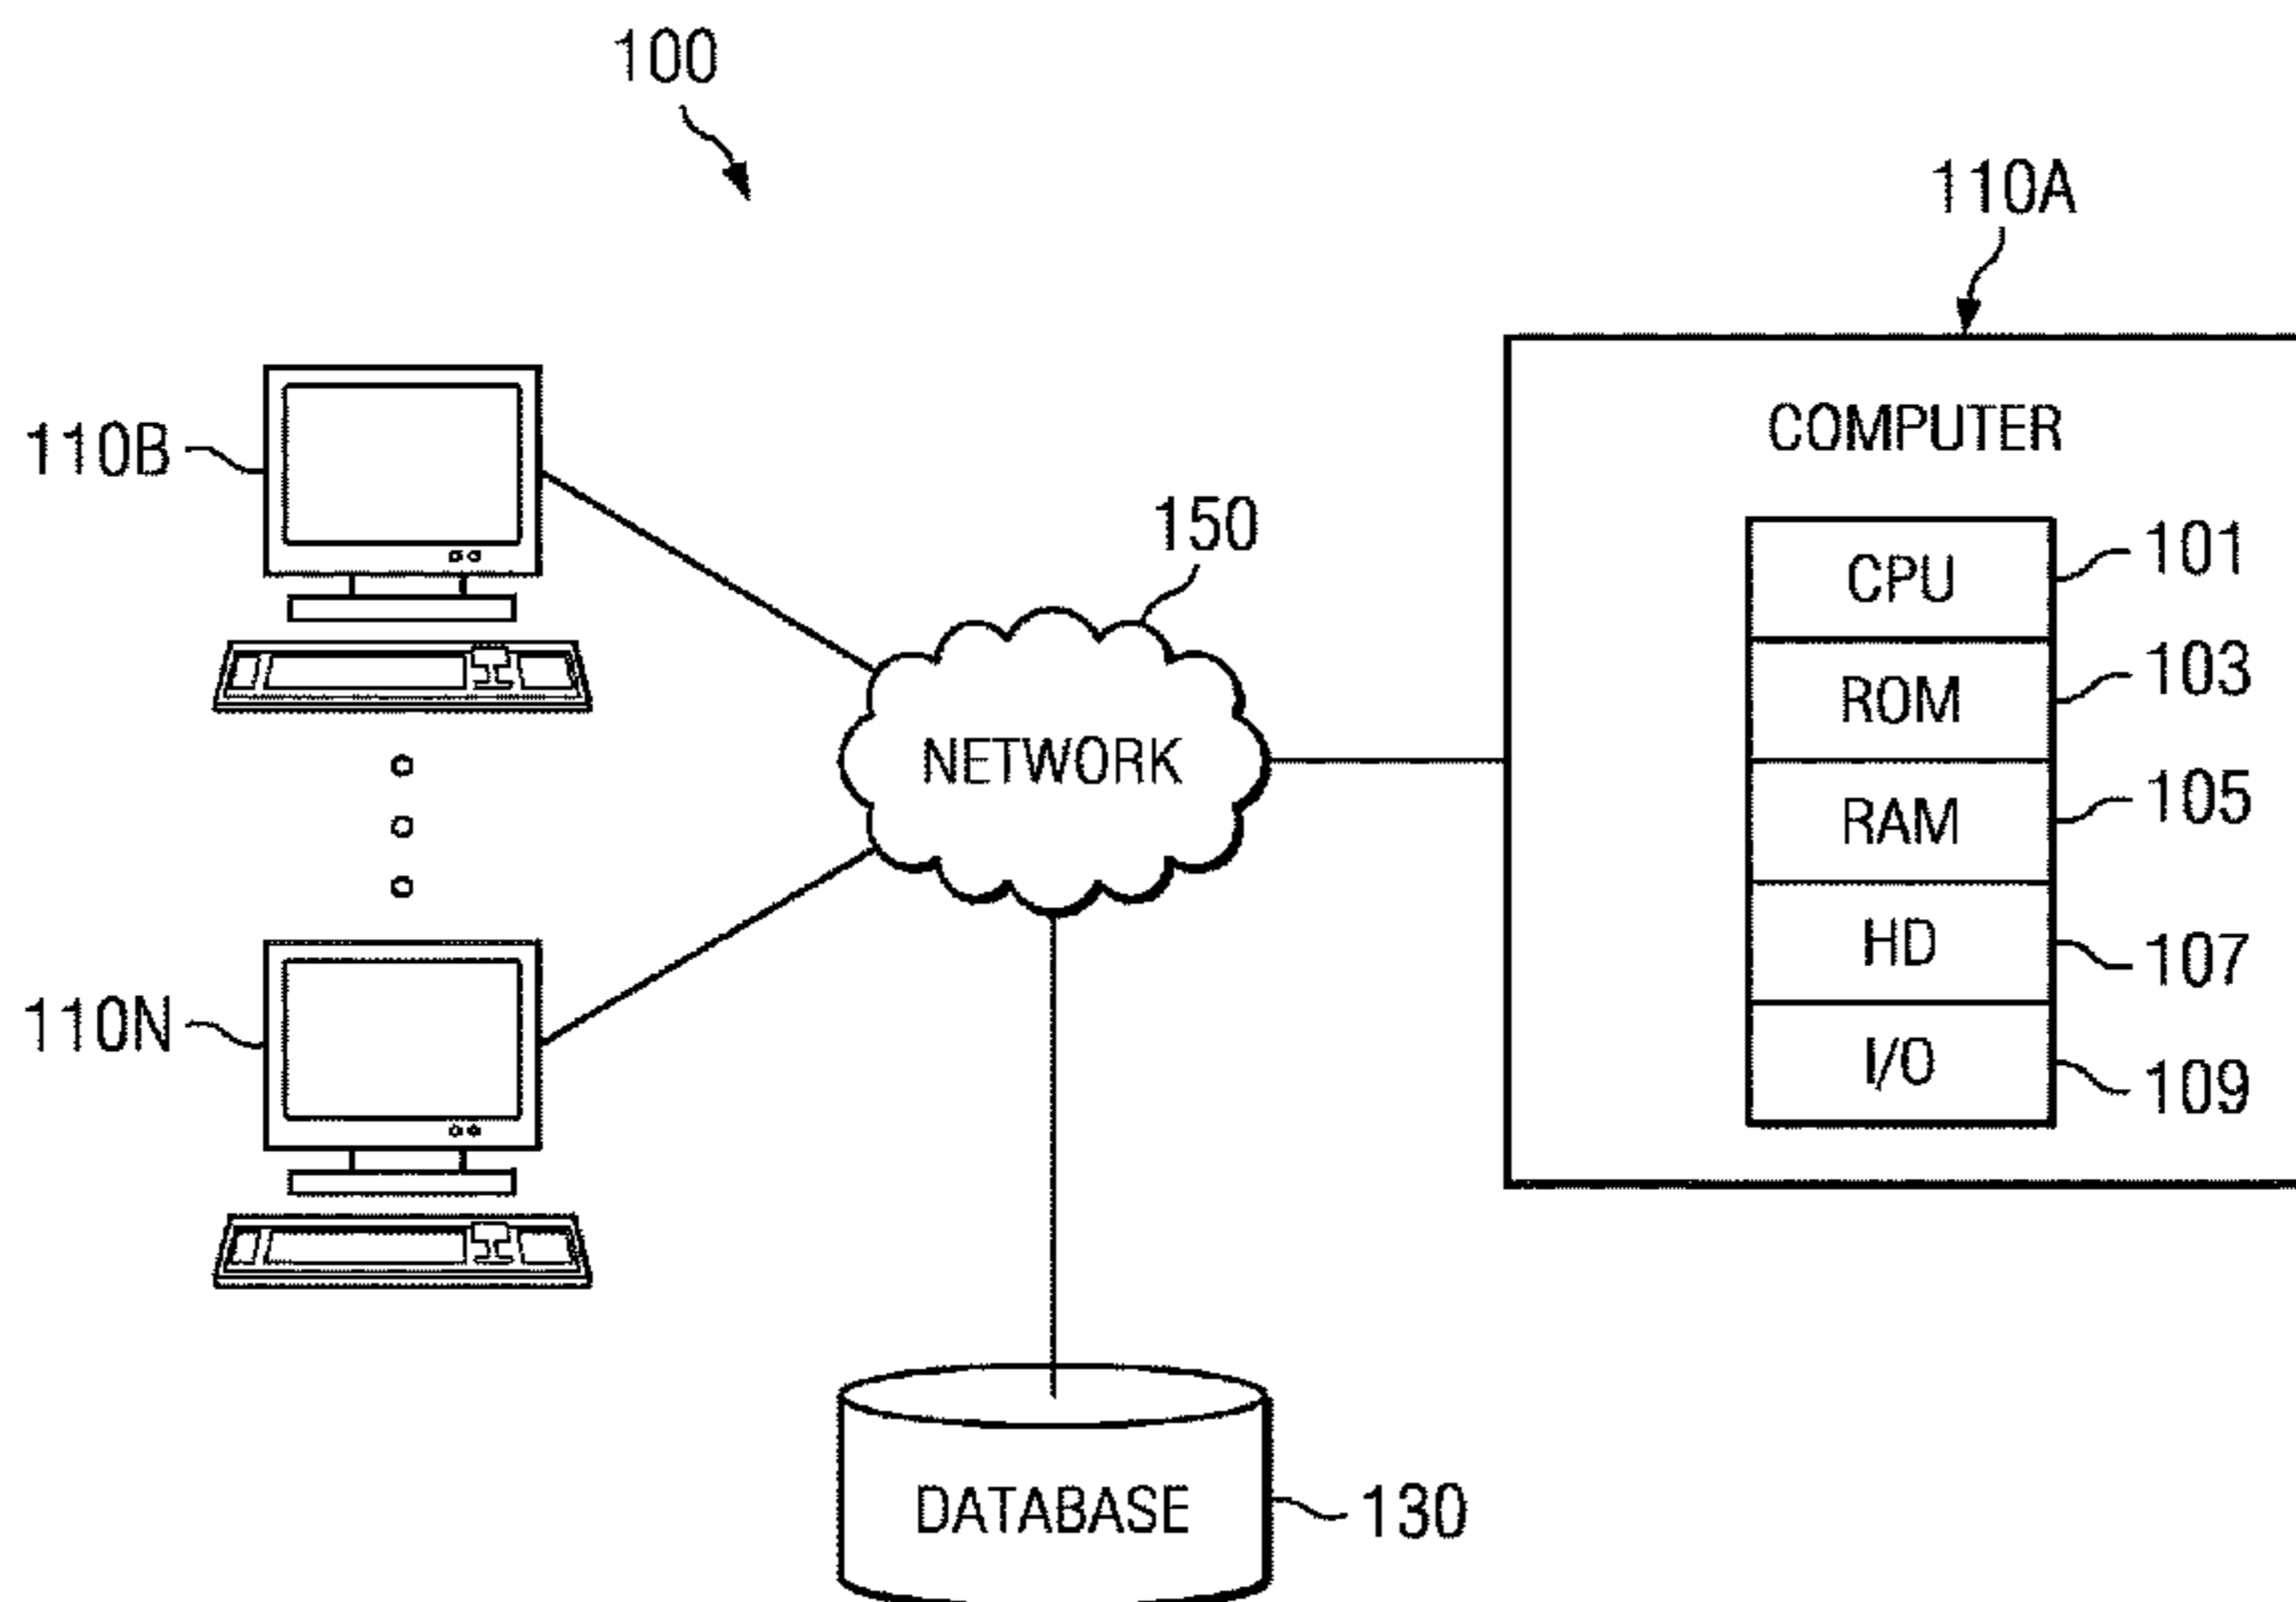 100
110A
COMPUTER
110B
150
CPU
101
ROM
103
NETWORK
RAM
105
HD
107
110N
I/O
109
DATABASE
130